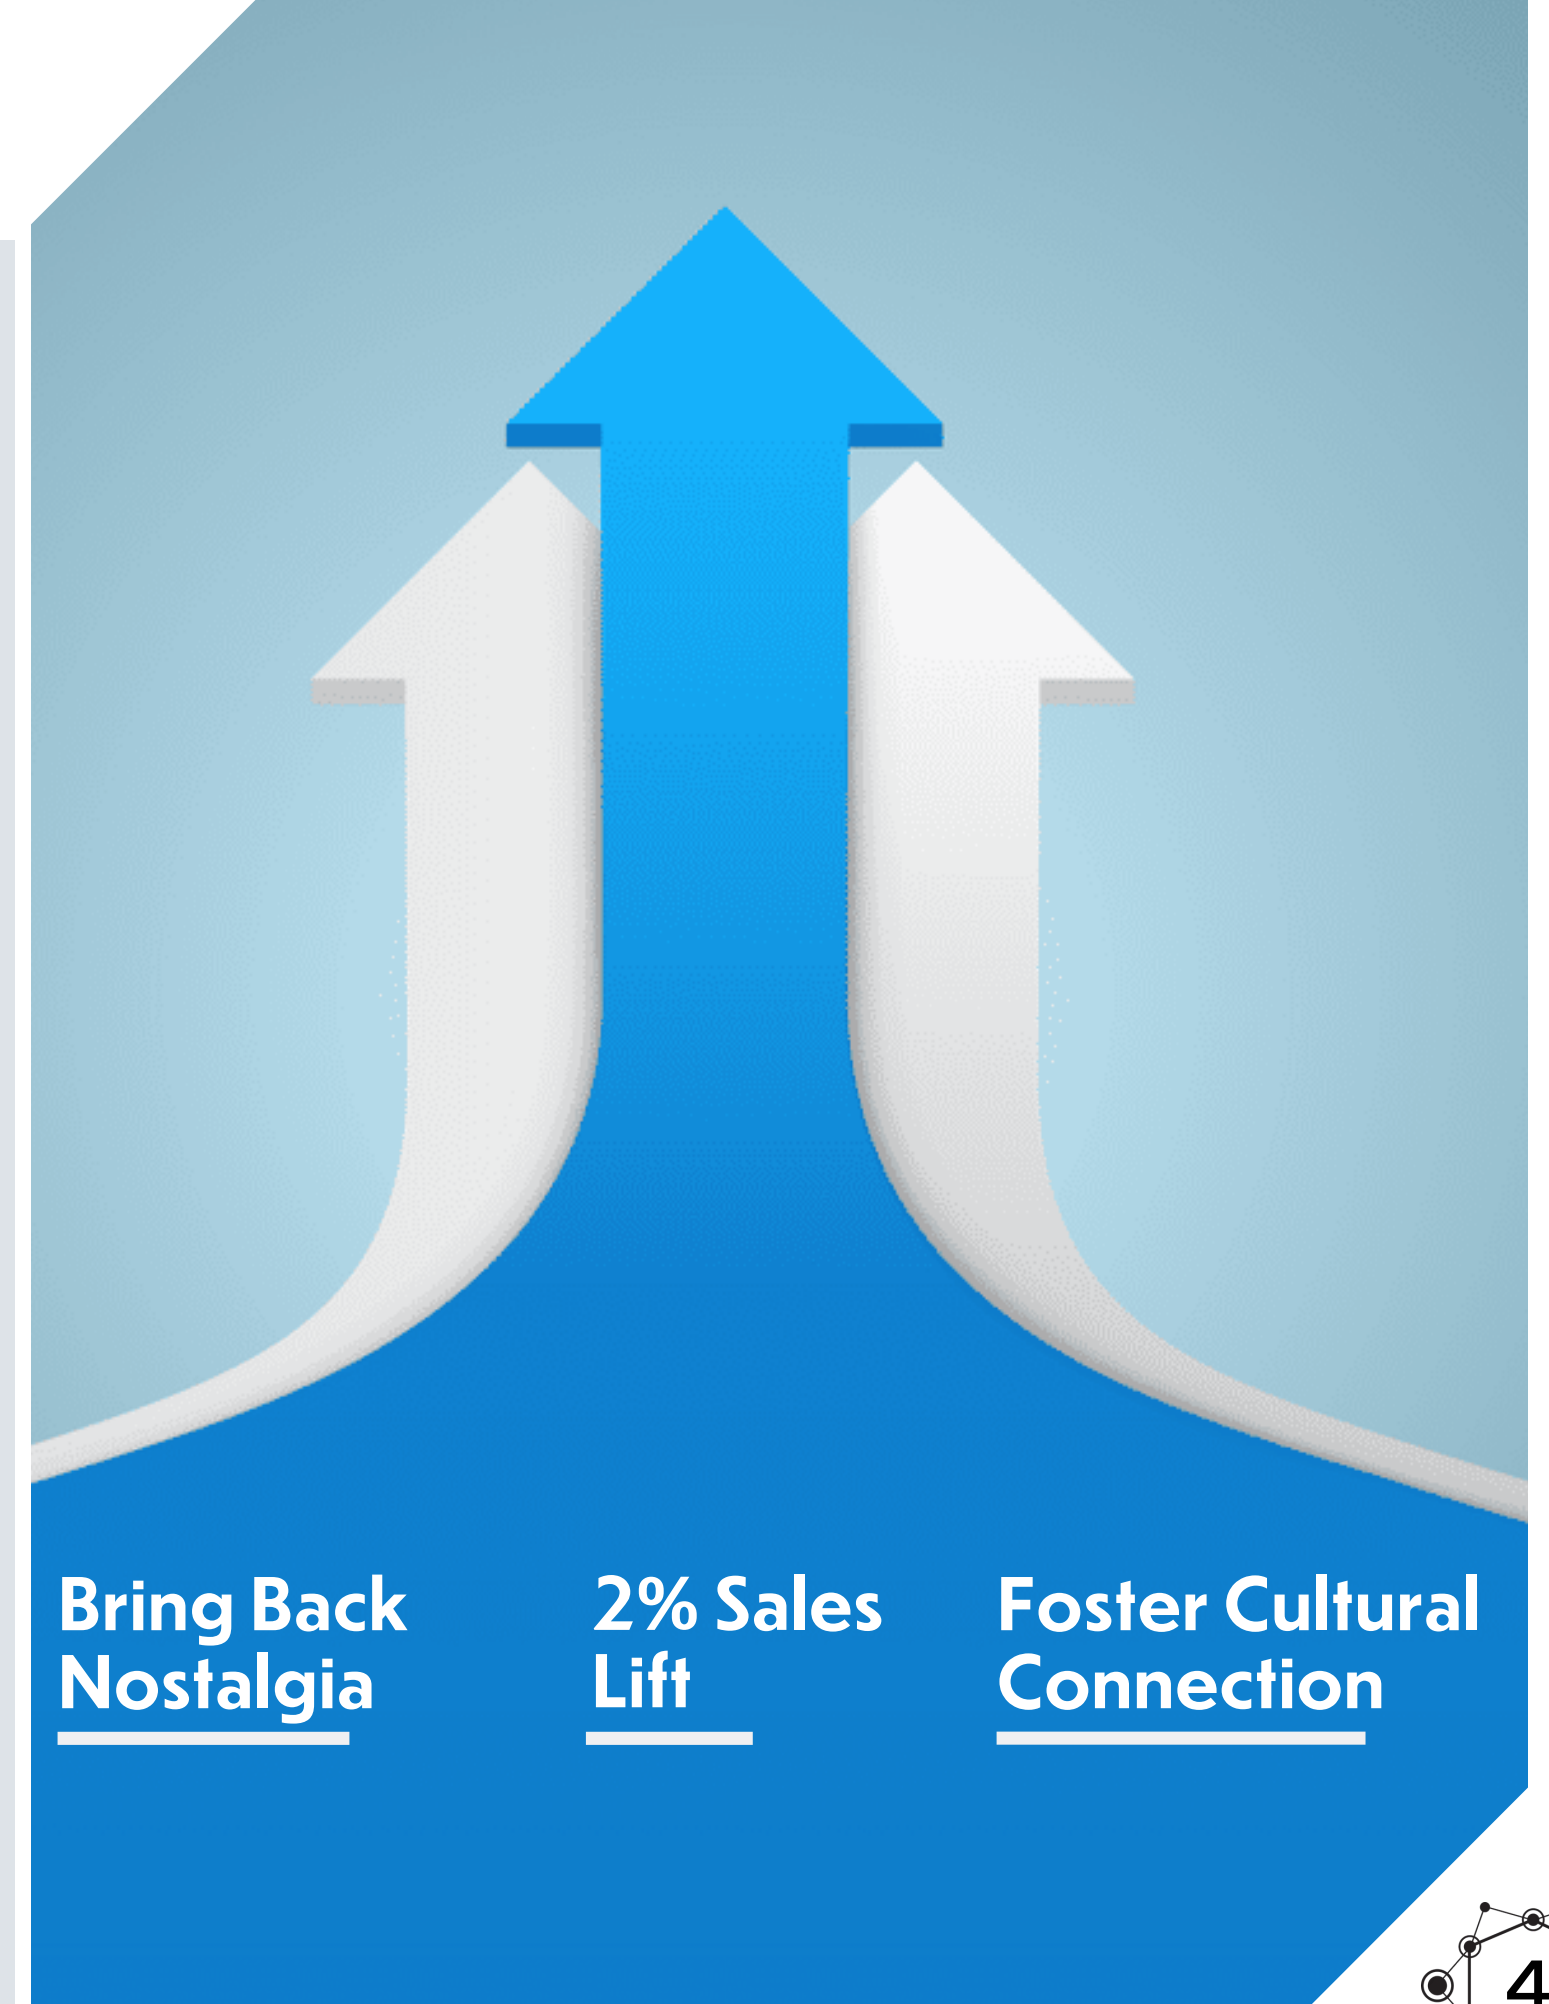 Bring Back
Nostalgia
2% Sales
Lift
Foster Cultural
Connection
4